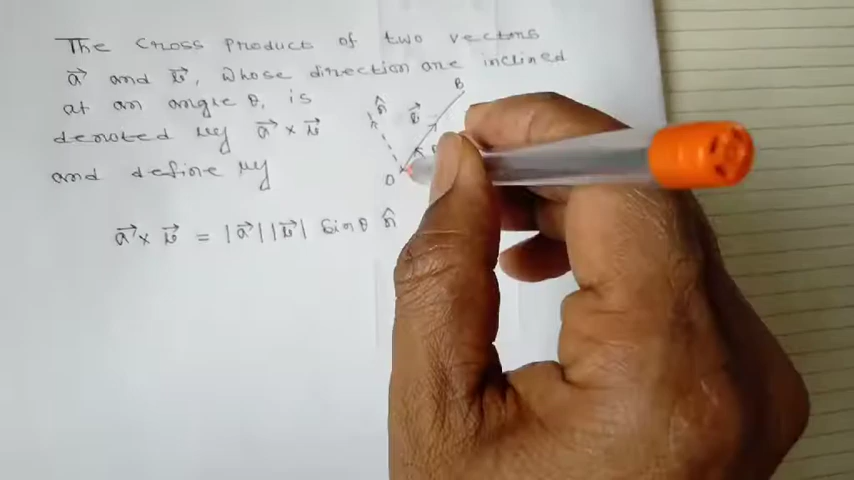 The cross product of two vectors
a⃗ and b⃗, whose direction are inclined
at an angle θ, is
denoted by a⃗ × b⃗
and define by
a⃗ × b⃗ = |a⃗||b⃗| sinθ n̂
n̂
b⃗
B
O